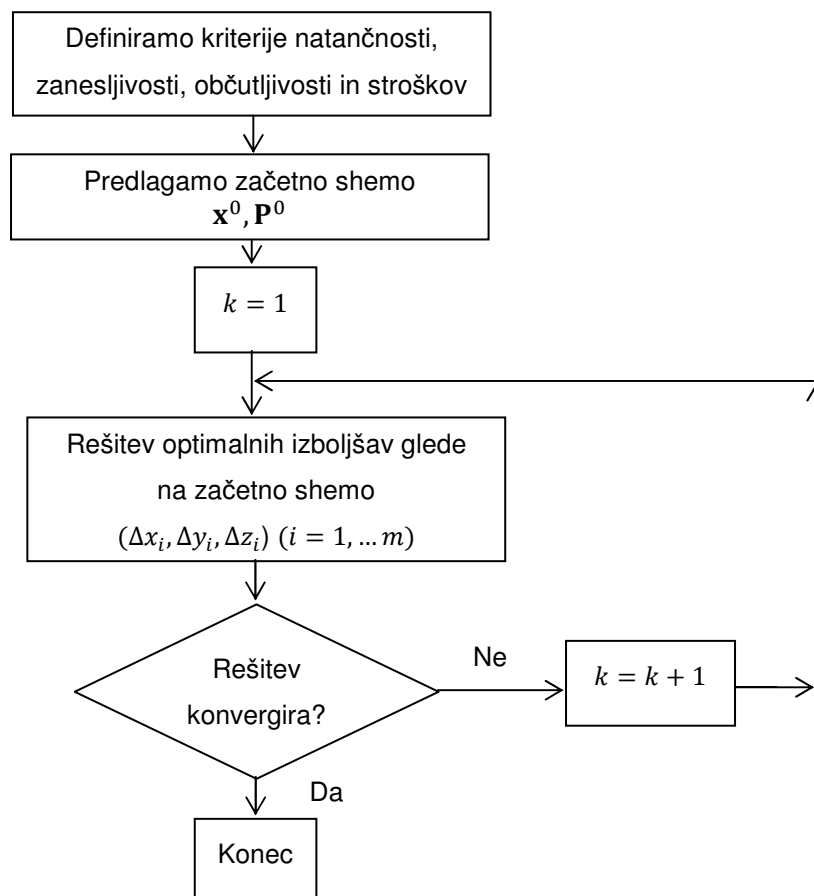 Definiramo kriterije natančnosti,
zanesljivosti, občutljivosti in stroškov
Predlagamo začetno shemo
𝐱⁰, 𝐏⁰
𝑘 = 1
Rešitev optimalnih izboljšav glede
na začetno shemo
(Δ𝑥ᵢ, Δ𝑦ᵢ, Δ𝑧ᵢ) (𝑖 = 1, … 𝑚)
Rešitev
konvergira?
Ne
𝑘 = 𝑘 + 1
Da
Konec